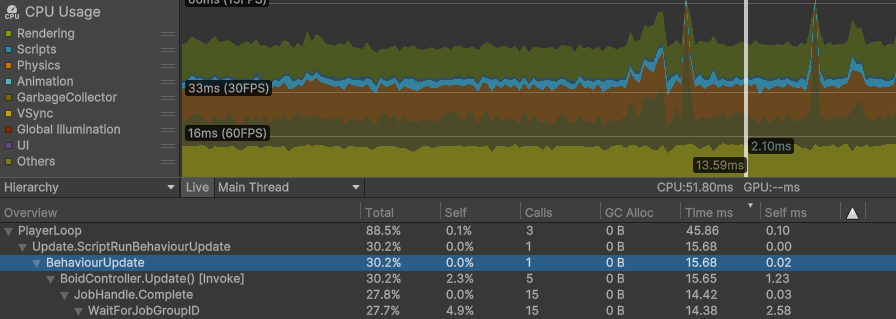 CPU CPU Usage
66ms (15FPS)
Rendering
Scripts
Physics
Animation
GarbageCollector
VSync
Global Illumination
UI
Others
33ms (30FPS)
16ms (60FPS)
2.10ms
13.59ms
Hierarchy Live Main Thread CPU:51.80ms GPU:--ms
Overview Total Self Calls GC Alloc Time ms Self ms
PlayerLoop 88.5% 0.1% 3 0 B 45.86 0.10
Update.ScriptRunBehaviourUpdate 30.2% 0.0% 1 0 B 15.68 0.00
BehaviourUpdate 30.2% 0.0% 1 0 B 15.68 0.02
BoidController.Update() [Invoke] 30.2% 2.3% 5 0 B 15.65 1.23
JobHandle.Complete 27.8% 0.0% 15 0 B 14.42 0.03
WaitForJobGroupID 27.7% 4.9% 15 0 B 14.38 2.58